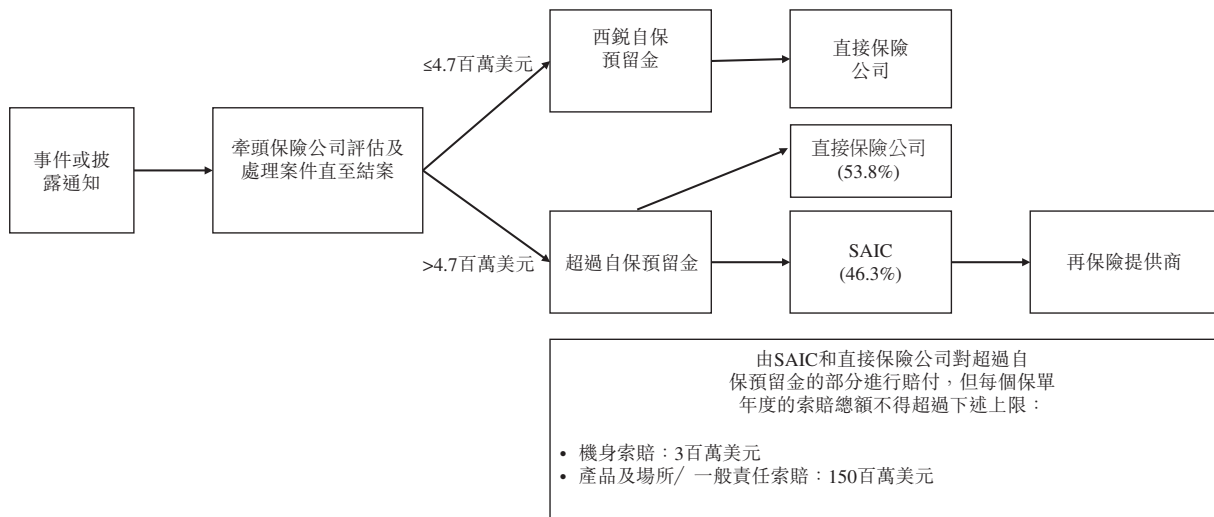 事件或披
露通知
牽頭保險公司評估及
處理案件直至結案
≤4.7百萬美元
西銳自保
預留金
直接保險
公司
>4.7百萬美元
超過自保預留金
直接保險公司
(53.8%)
SAIC
(46.3%)
再保險提供商
由SAIC和直接保險公司對超過自
保預留金的部分進行賠付，但每個保單
年度的索賠總額不得超過下述上限：
• 機身索賠：3百萬美元
• 產品及場所/ 一般責任索賠：150百萬美元